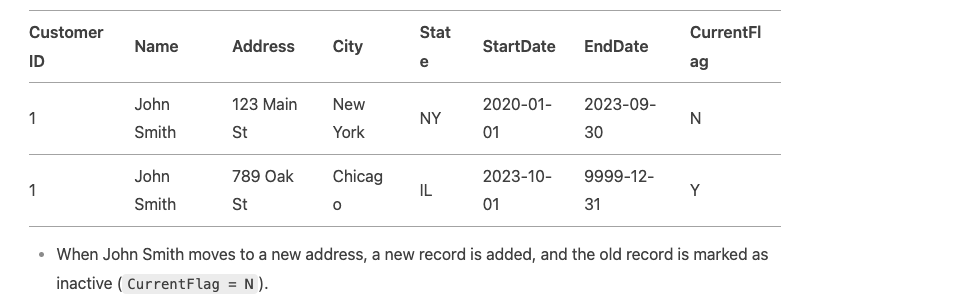 Customer ID Name Address City State StartDate EndDate CurrentFlag
1 John Smith 123 Main St New York NY 2020-01-01 2023-09-30 N
1 John Smith 789 Oak St Chicago IL 2023-10-01 9999-12-31 Y
• When John Smith moves to a new address, a new record is added, and the old record is marked as
inactive ( CurrentFlag = N ).